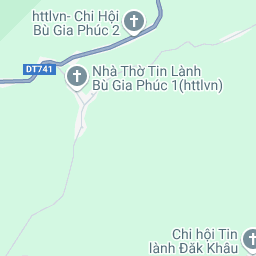 httlvn- Chi Hội
Bù Gia Phúc 2
DT741
Nhà Thờ Tin Lành
Bù Gia Phúc 1(httlvn)
Chi hội Tin
lành Đăk Khâu